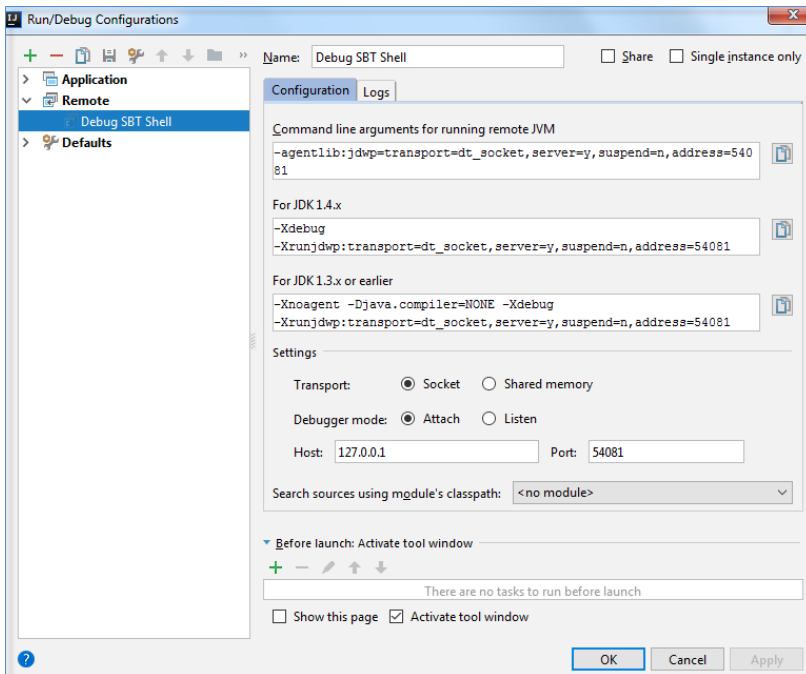 Run/Debug Configurations
Name: Debug SBT Shell Share Single instance only
Application
Remote
Debug SBT Shell
Defaults
Configuration Logs
Command line arguments for running remote JVM
-agentlib:jdwp=transport=dt_socket,server=y,suspend=n,address=540
81
For JDK 1.4.x
-Xdebug
-Xrunjdwp:transport=dt_socket,server=y,suspend=n,address=54081
For JDK 1.3.x or earlier
-Xnoagent -Djava.compiler=NONE -Xdebug
-Xrunjdwp:transport=dt_socket,server=y,suspend=n,address=54081
Settings
Transport: Socket Shared memory
Debugger mode: Attach Listen
Host: 127.0.0.1 Port: 54081
Search sources using module's classpath: <no module>
Before launch: Activate tool window
There are no tasks to run before launch
Show this page Activate tool window
OK Cancel Apply